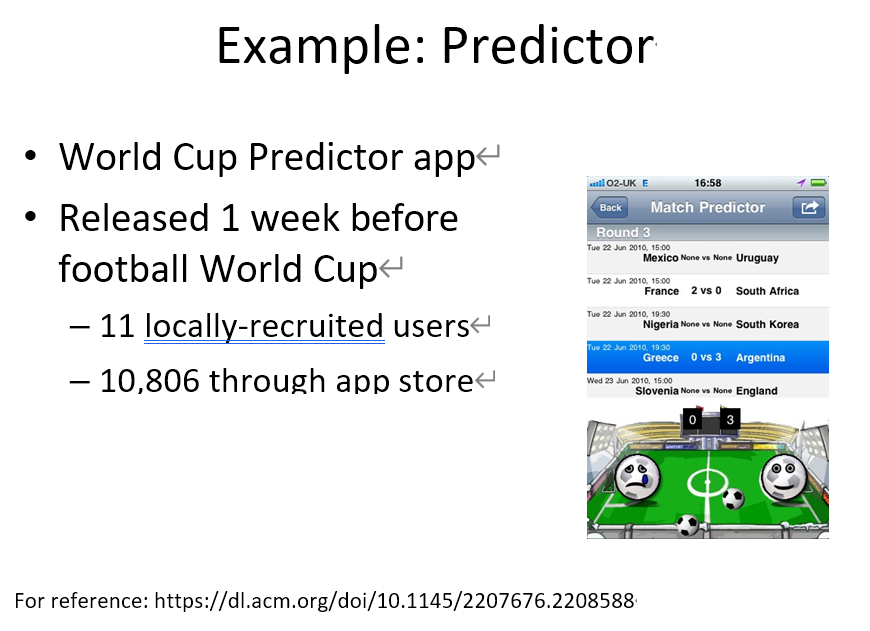 Example: Predictor
• World Cup Predictor app↵
• Released 1 week before
football World Cup↵
– 11 locally-recruited users↵
– 10,806 through app store↵
O2-UK E 16:58
Back Match Predictor
Round 3
Tue 22 Jun 2010, 15:00
Mexico None vs None Uruguay
Tue 22 Jun 2010, 15:00
France 2 vs 0 South Africa
Tue 22 Jun 2010, 19:30
Nigeria None vs None South Korea
Tue 22 Jun 2010, 19:30
Greece 0 vs 3 Argentina
Wed 23 Jun 2010, 15:00
Slovenia None vs None England
0 3
For reference: https://dl.acm.org/doi/10.1145/2207676.2208588